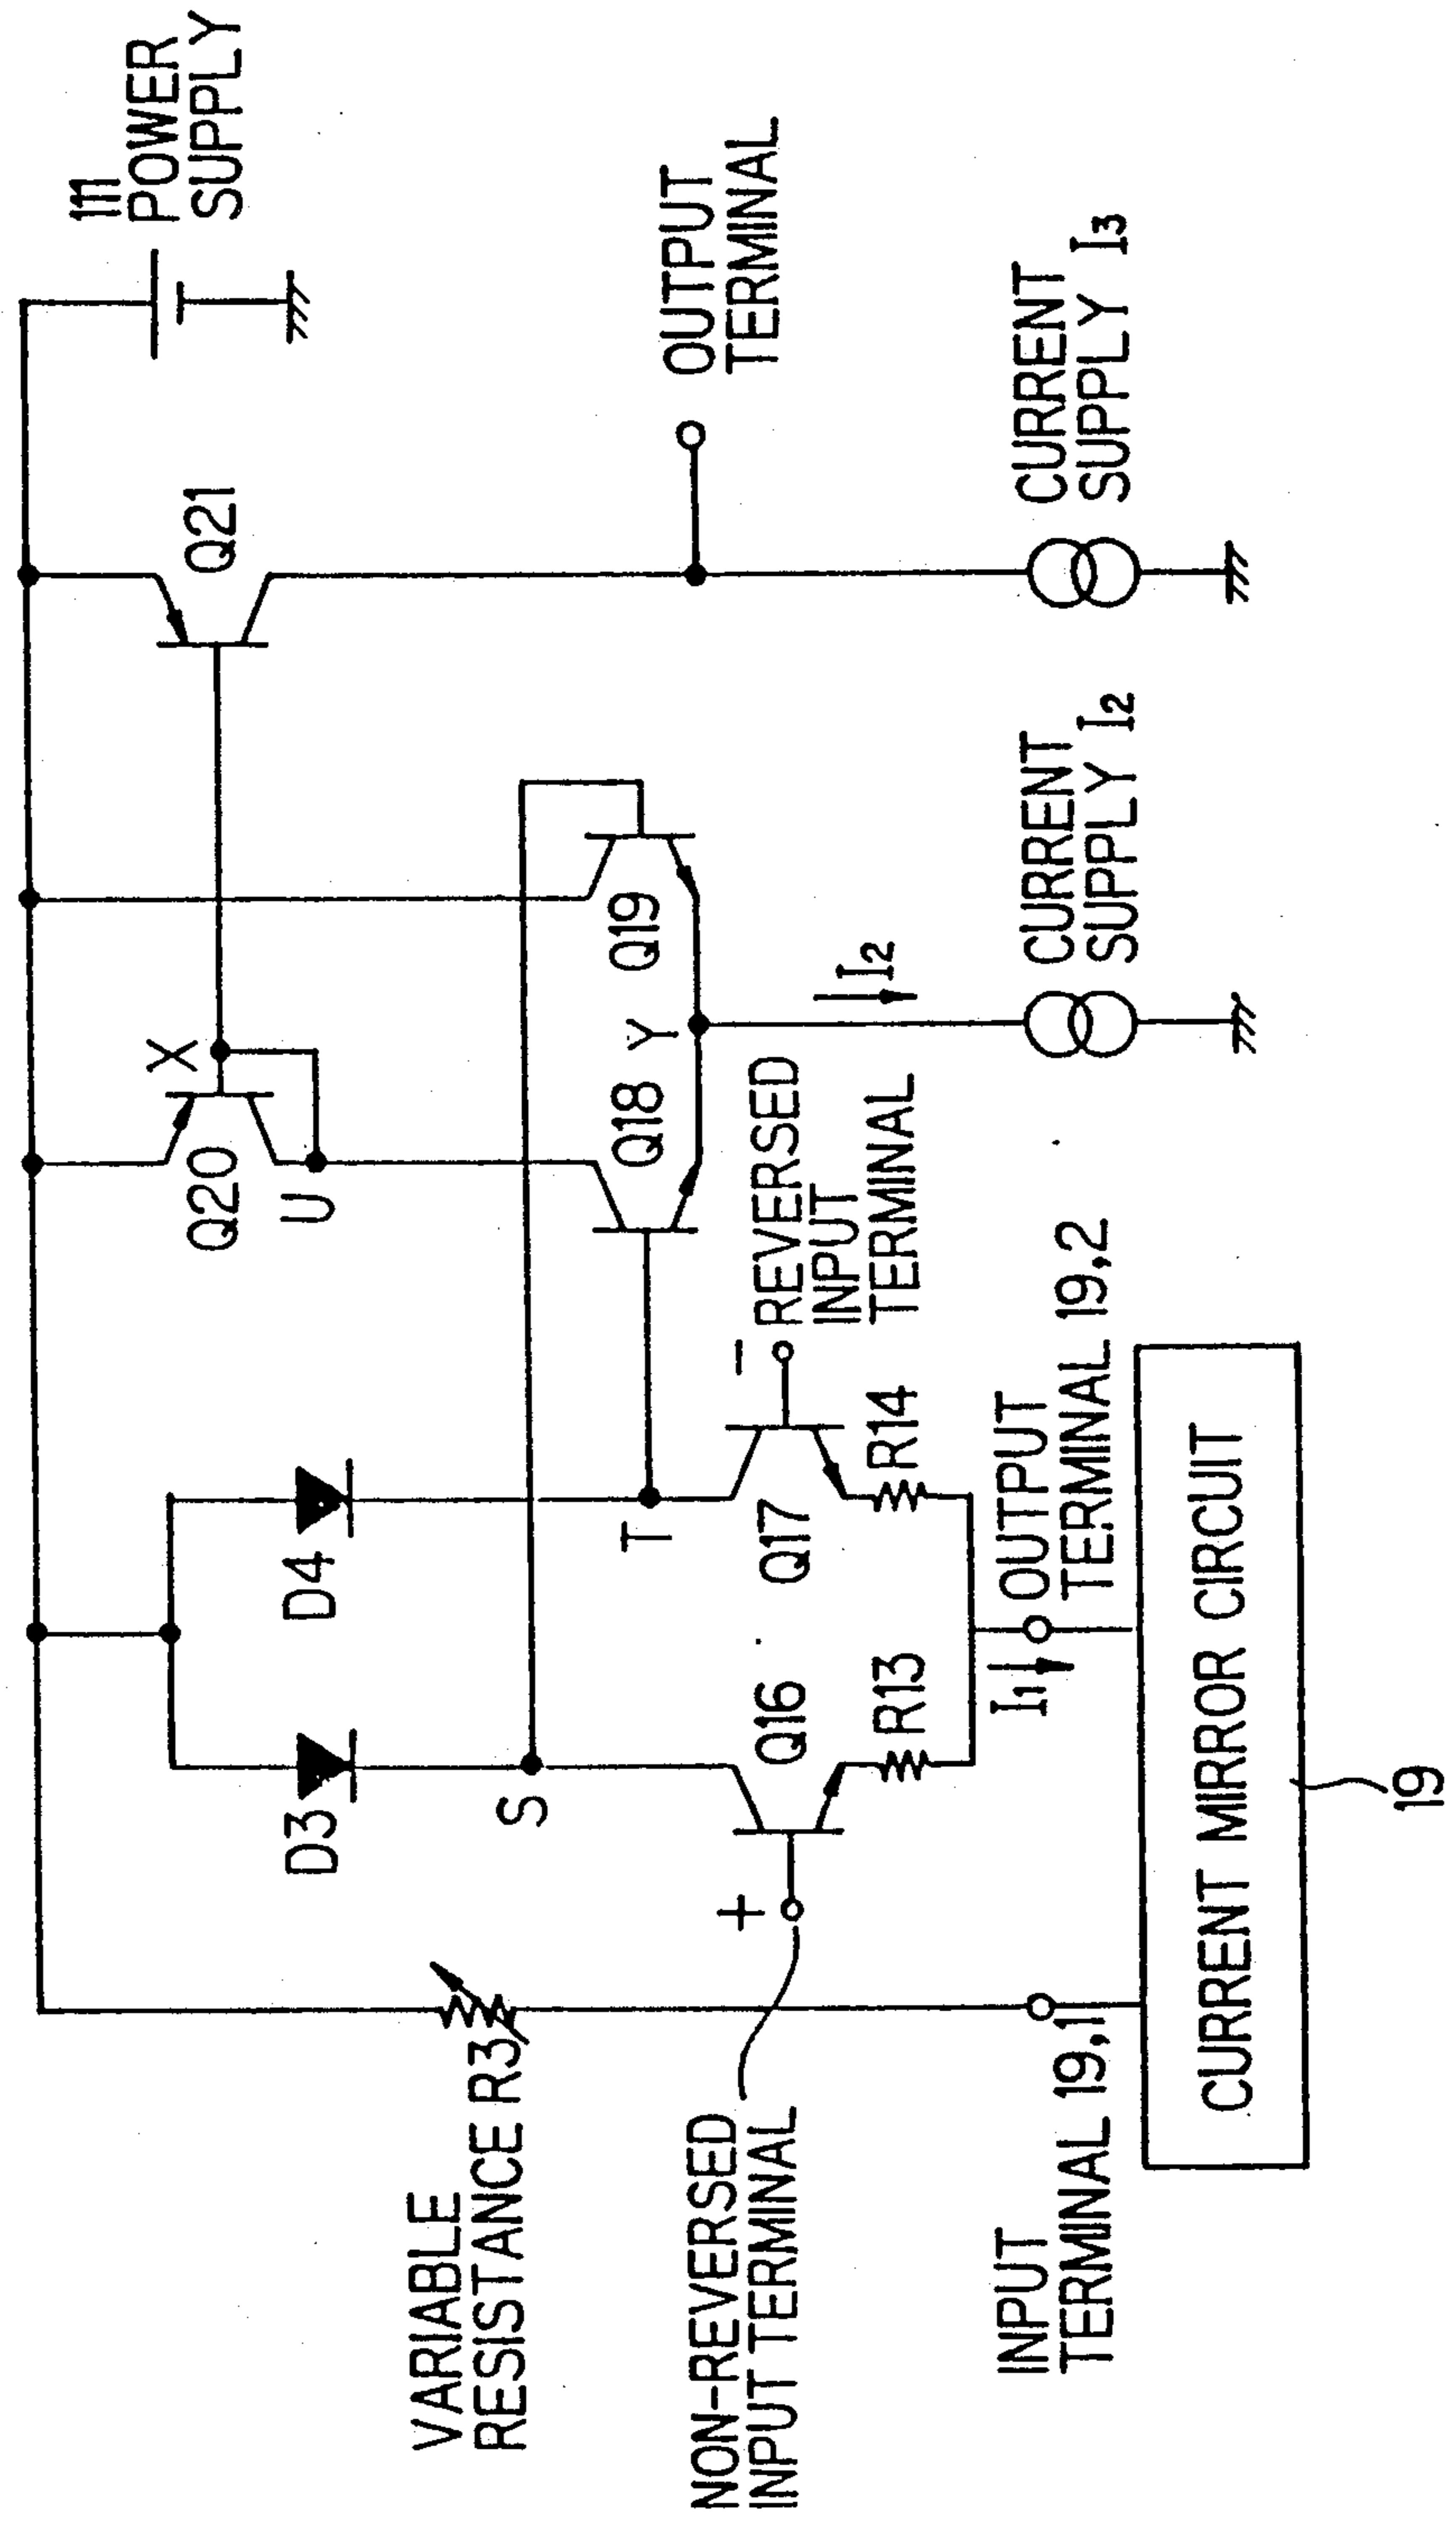 111
POWER
SUPPLY
Q21
X
Q20
U
D4
D3
OUTPUT
TERMINAL
Q19
Y
Q18
T
S
VARIABLE
RESISTANCE R3
I2
REVERSED
INPUT
TERMINAL
−
Q17
R14
Q16
R13
+
NON-REVERSED
INPUT TERMINAL
CURRENT
SUPPLY I3
CURRENT
SUPPLY I2
OUTPUT
TERMINAL 19,2
I1
INPUT
TERMINAL 19,1
CURRENT MIRROR CIRCUIT
19